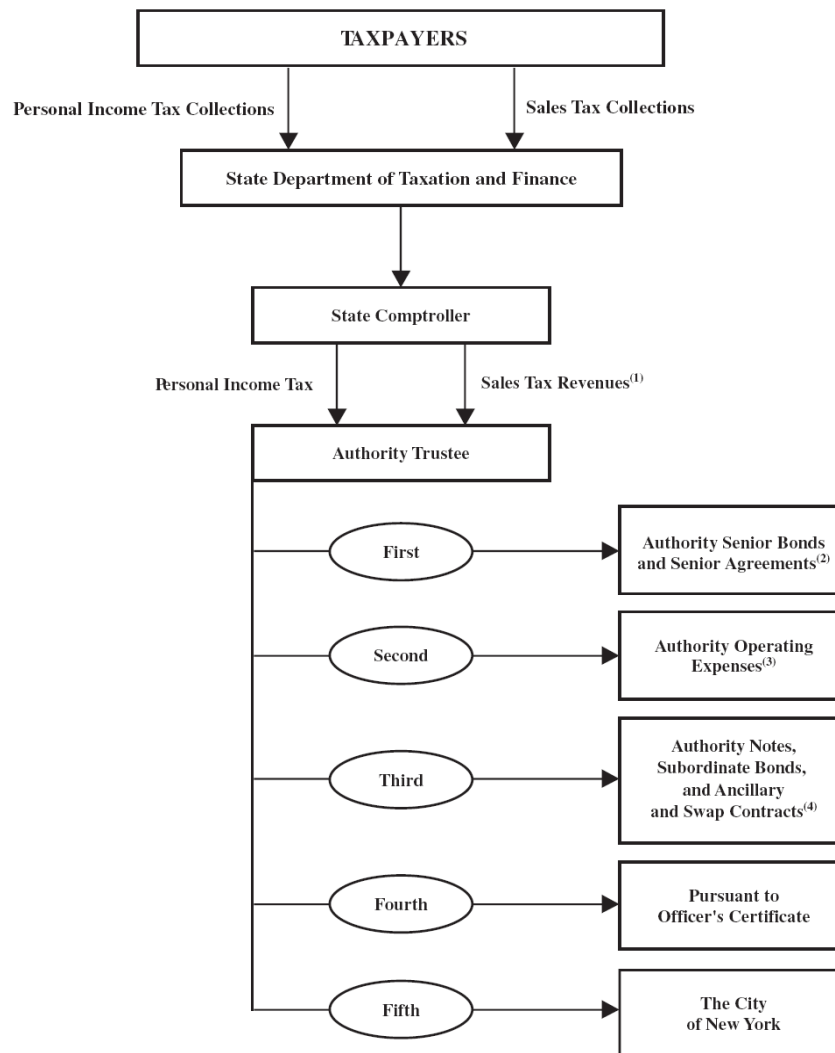 TAXPAYERS
Personal Income Tax Collections
Sales Tax Collections
State Department of Taxation and Finance
State Comptroller
Personal Income Tax
Sales Tax Revenues(1)
Authority Trustee
First
Authority Senior Bonds
and Senior Agreements(2)
Second
Authority Operating
Expenses(3)
Third
Authority Notes,
Subordinate Bonds,
and Ancillary
and Swap Contracts(4)
Fourth
Pursuant to
Officer's Certificate
Fifth
The City
of New York